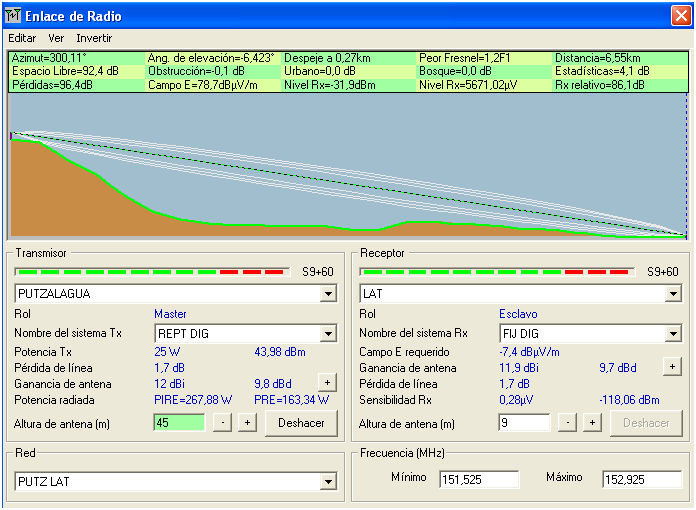 Enlace de Radio
Editar Ver Invertir
Azimut=300,11° Ang. de elevación=-6,423° Despeje a 0,27km Peor Fresnel=1,2F1 Distancia=6,55km
Espacio Libre=92,4 dB Obstrucción=-0,1 dB Urbano=0,0 dB Bosque=0,0 dB Estadísticas=4,1 dB
Pérdidas=96,4dB Campo E=78,7dBµV/m Nivel Rx=-31,9dBm Nivel Rx=5671,02µV Rx relativo=86,1dB
Transmisor
S9+60
PUTZALAGUA
Rol Master
Nombre del sistema Tx REPT DIG
Potencia Tx 25 W 43,98 dBm
Pérdida de línea 1,7 dB
Ganancia de antena 12 dBi 9,8 dBd +
Potencia radiada PIRE=267,88 W PRE=163,34 W
Altura de antena (m) 45 - + Deshacer
Red
PUTZ LAT
Receptor
S9+60
LAT
Rol Esclavo
Nombre del sistema Rx FIJ DIG
Campo E requerido -7,4 dBµV/m
Ganancia de antena 11,9 dBi 9,7 dBd +
Pérdida de línea 1,7 dB
Sensibilidad Rx 0,28µV -118,06 dBm
Altura de antena (m) 9 - + Deshacer
Frecuencia (MHz)
Mínimo 151,525 Máximo 152,925